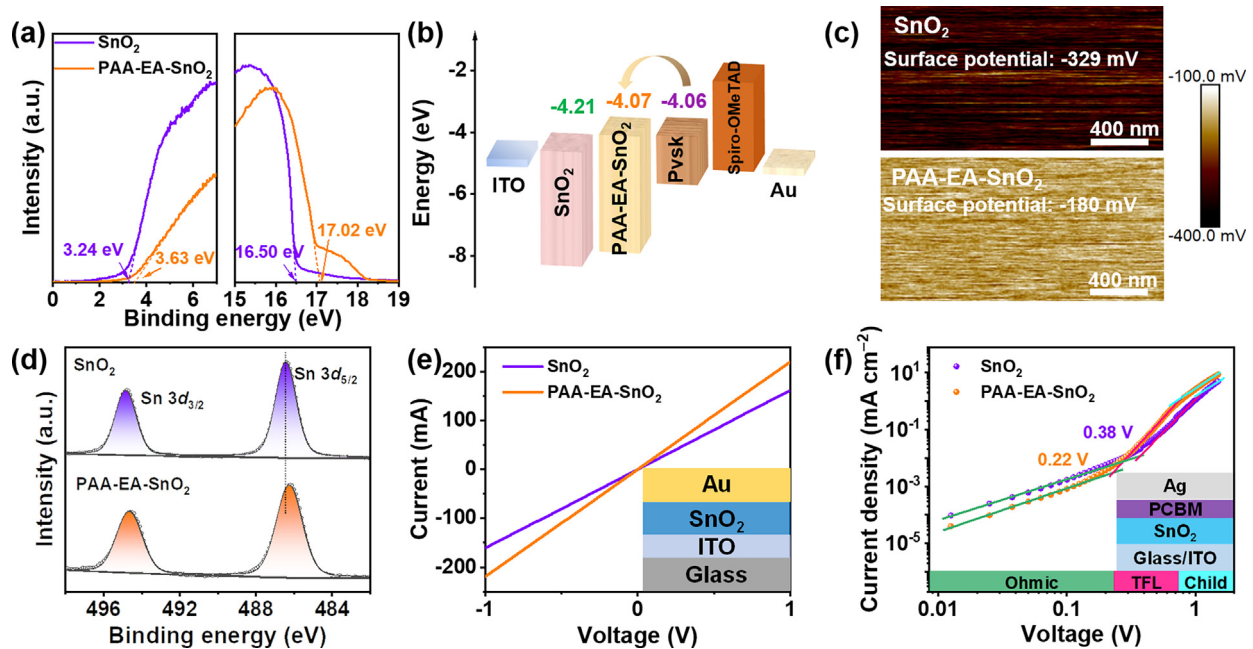 (a)
SnO2
PAA-EA-SnO2
3.24 eV
3.63 eV
16.50 eV
17.02 eV
0 2 4 6 15 16 17 18 19
Binding energy (eV)
Intensity (a.u.)
(b)
-2
-4
-6
-8
Energy (eV)
-4.21
-4.07
-4.06
ITO
SnO2
PAA-EA-SnO2
Pvsk
Spiro-OMeTAD
Au
(c)
SnO2
Surface potential: -329 mV
400 nm
PAA-EA-SnO2
Surface potential: -180 mV
400 nm
-100.0 mV
-400.0 mV
(d)
SnO2
Sn 3d3/2
Sn 3d5/2
PAA-EA-SnO2
496 492 488 484
Binding energy (eV)
Intensity (a.u.)
(e)
SnO2
PAA-EA-SnO2
200
100
0
-100
-200
Current (mA)
Au
SnO2
ITO
Glass
-1 0 1
Voltage (V)
(f)
SnO2
PAA-EA-SnO2
10^1
10^-1
10^-3
10^-5
Current density (mA cm−2)
0.38 V
0.22 V
Ag
PCBM
SnO2
Glass/ITO
Ohmic TFL Child
0.01 0.1 1
Voltage (V)